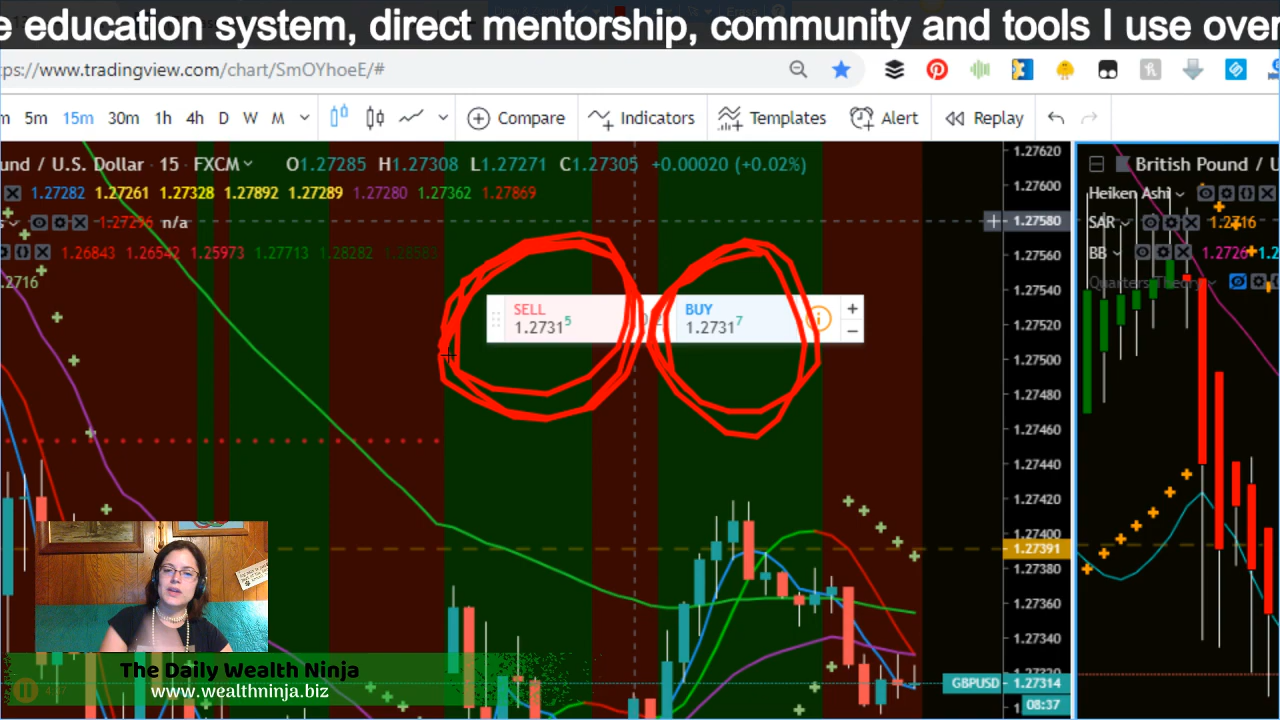 e education system, direct mentorship, community and tools I use over
ps://www.tradingview.com/chart/SmOYhoeE/#
m 5m 15m 30m 1h 4h D W M Compare Indicators Templates Alert Replay
und / U.S. Dollar · 15 · FXCM O1.27285 H1.27308 L1.27271 C1.27305 +0.00020 (+0.02%)
1.27282 1.27261 1.27328 1.27892 1.27289 1.27280 1.27362 1.27869
s 1.27296 n/a
1.26843 1.26542 1.25973 1.27713 1.28282 1.28583
.2716
SELL
1.27315
BUY
1.27317
1.27620
1.27600
1.27580
1.27560
1.27540
1.27520
1.27500
1.27480
1.27460
1.27440
1.27420
1.27400
1.27391
1.27380
1.27360
1.27340
1.27320
GBPUSD 1.27314
08:37
British Pound / U
Heiken Ashi
SAR 1.2716
BB 1.2726
Quarters Theory
The Daily Wealth Ninja
www.wealthninja.biz